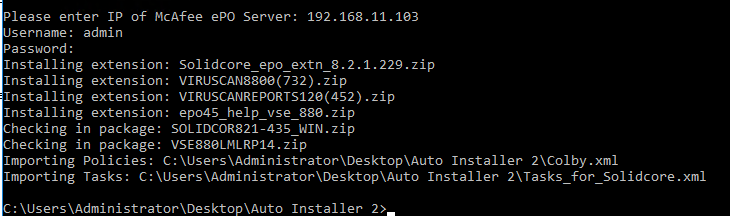 Please enter IP of McAfee ePO Server: 192.168.11.103
Username: admin
Password:
Installing extension: Solidcore_epo_extn_8.2.1.229.zip
Installing extension: VIRUSCAN8800(732).zip
Installing extension: VIRUSCANREPORTS120(452).zip
Installing extension: epo45_help_vse_880.zip
Checking in package: SOLIDCOR821-435_WIN.zip
Checking in package: VSE880LMLRP14.zip
Importing Policies: C:\Users\Administrator\Desktop\Auto Installer 2\Colby.xml
Importing Tasks: C:\Users\Administrator\Desktop\Auto Installer 2\Tasks_for_Solidcore.xml
C:\Users\Administrator\Desktop\Auto Installer 2>